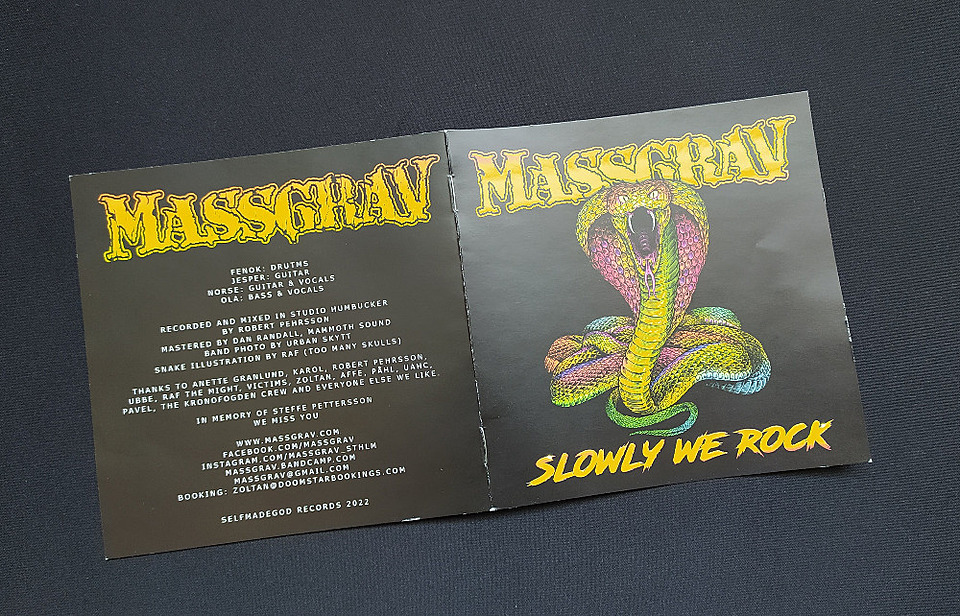 MASSGRAV
FENOK: DRUTMS
JESPER: GUITAR
NORSE: GUITAR & VOCALS
OLA: BASS & VOCALS
RECORDED AND MIXED IN STUDIO HUMBUCKER
BY ROBERT PEHRSSON
MASTERED BY DAN RANDALL, MAMMOTH SOUND
BAND PHOTO BY URBAN SKYTT
SNAKE ILLUSTRATION BY RAF (TOO MANY SKULLS)
THANKS TO ANETTE GRANLUND, KAROL, ROBERT PEHRSSON,
UBBE, RAF THE MIGHT, VICTIMS, ZOLTAN, AFFE, PÅHL, UAHC,
PAVEL, THE KRONOFOGDEN CREW AND EVERYONE ELSE WE LIKE.
IN MEMORY OF STEFFE PETTERSSON
WE MISS YOU
WWW.MASSGRAV.COM
FACEBOOK.COM/MASSGRAV
INSTAGRAM.COM/MASSGRAV_STHLM
MASSGRAV.BANDCAMP.COM
MASSGRAV@GMAIL.COM
BOOKING: ZOLTAN@DOOMSTARBOOKINGS.COM
SELFMADEGOD RECORDS 2022
MASSGRAV
SLOWLY WE ROCK